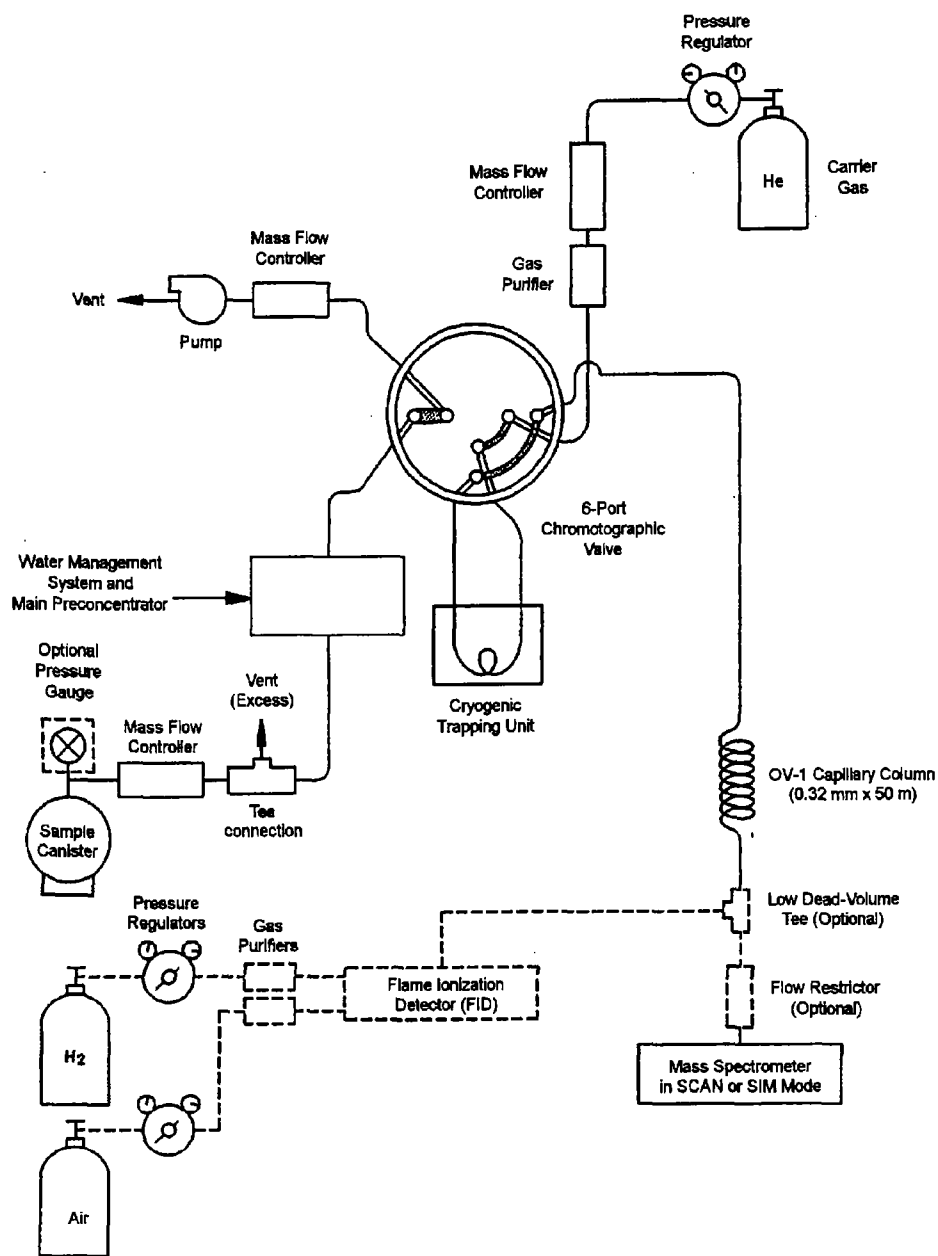 Pressure
Regulator
Mass Flow
Controller
He
Carrier
Gas
Gas
Purifier
Mass Flow
Controller
Vent
Pump
6-Port
Chromotographic
Valve
Water Management
System and
Main Preconcentrator
Optional
Pressure
Gauge
Vent
(Excess)
Mass Flow
Controller
Cryogenic
Trapping Unit
Tee
connection
Sample
Canister
OV-1 Capillary Column
(0.32 mm x 50 m)
Pressure
Regulators
Gas
Purifiers
Low Dead-Volume
Tee (Optional)
Flame Ionization
Detector (FID)
Flow Restrictor
(Optional)
H2
Mass Spectrometer
in SCAN or SIM Mode
Air